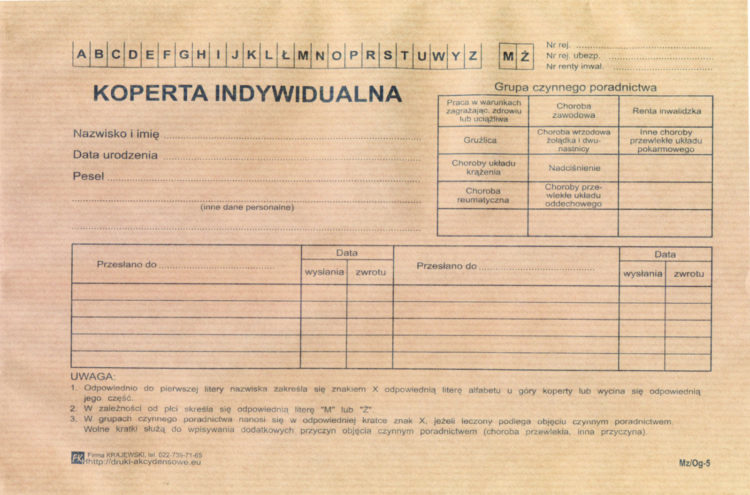 A B C D E F G H I J K L Ł M N O P R S T U W Y Z M Ż
Nr rej.
Nr rej. ubezp.
Nr renty inwal.
KOPERTA INDYWIDUALNA
Grupa czynnego poradnictwa
Praca w warunkach
zagrażając. zdrowiu
lub uciążliwa
Choroba
zawodowa
Renta inwalidzka
Gruźlica
Choroba wrzodowa
żołądka i dwu-
nastnicy
Inne choroby
przewlekłe układu
pokarmowego
Choroby układu
krążenia
Nadciśnienie
Choroba
reumatyczna
Choroby prze-
wlekłe układu
oddechowego
Nazwisko i imię
Data urodzenia
Pesel
(inne dane personalne)
Przesłano do
Data
wysłania zwrotu
Przesłano do
Data
wysłania zwrotu
UWAGA:
1. Odpowiednio do pierwszej litery nazwiska zakreśla się znakiem X odpowiednią literę alfabetu u góry koperty lub wycina się odpowiednią
jego część.
2. W zależności od płci skreśla się odpowiednią literę "M" lub "Ż".
3. W grupach czynnego poradnictwa nanosi się w odpowiedniej kratce znak X, jeżeli leczony podlega objęciu czynnym poradnictwem.
Wolne kratki służą do wpisywania dodatkowych przyczyn objęcia czynnym poradnictwem (choroba przewlekła, inna przyczyna).
Firma KRAJEWSKI, tel. 022-739-71-65
http://druki-akcydensowe.eu
Mz/Og-5